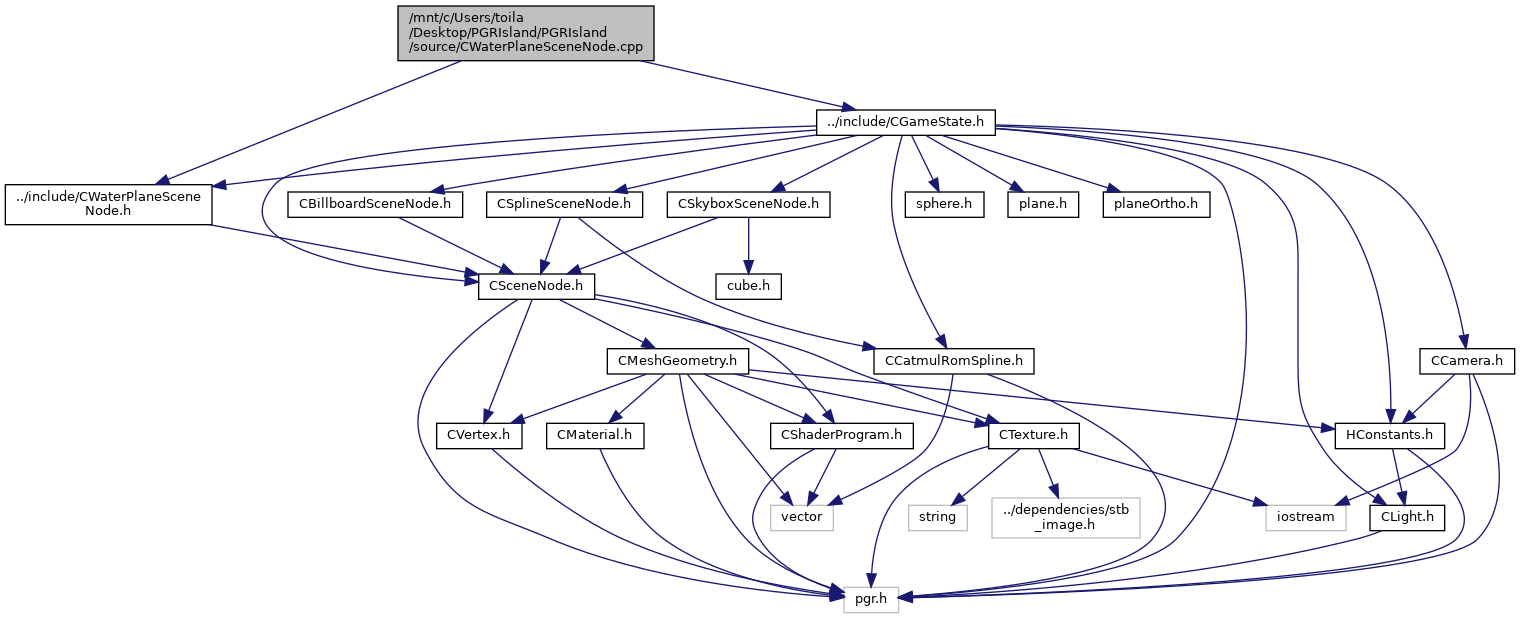 /mnt/c/Users/toila
/Desktop/PGRIsland/PGRIsland
/source/CWaterPlaneSceneNode.cpp
../include/CGameState.h
../include/CWaterPlaneScene
Node.h
CBillboardSceneNode.h
CSplineSceneNode.h
CSkyboxSceneNode.h
sphere.h
plane.h
planeOrtho.h
CSceneNode.h
cube.h
CMeshGeometry.h
CCatmulRomSpline.h
CCamera.h
CVertex.h
CMaterial.h
CShaderProgram.h
CTexture.h
HConstants.h
vector
string
../dependencies/stb
_image.h
iostream
CLight.h
pgr.h